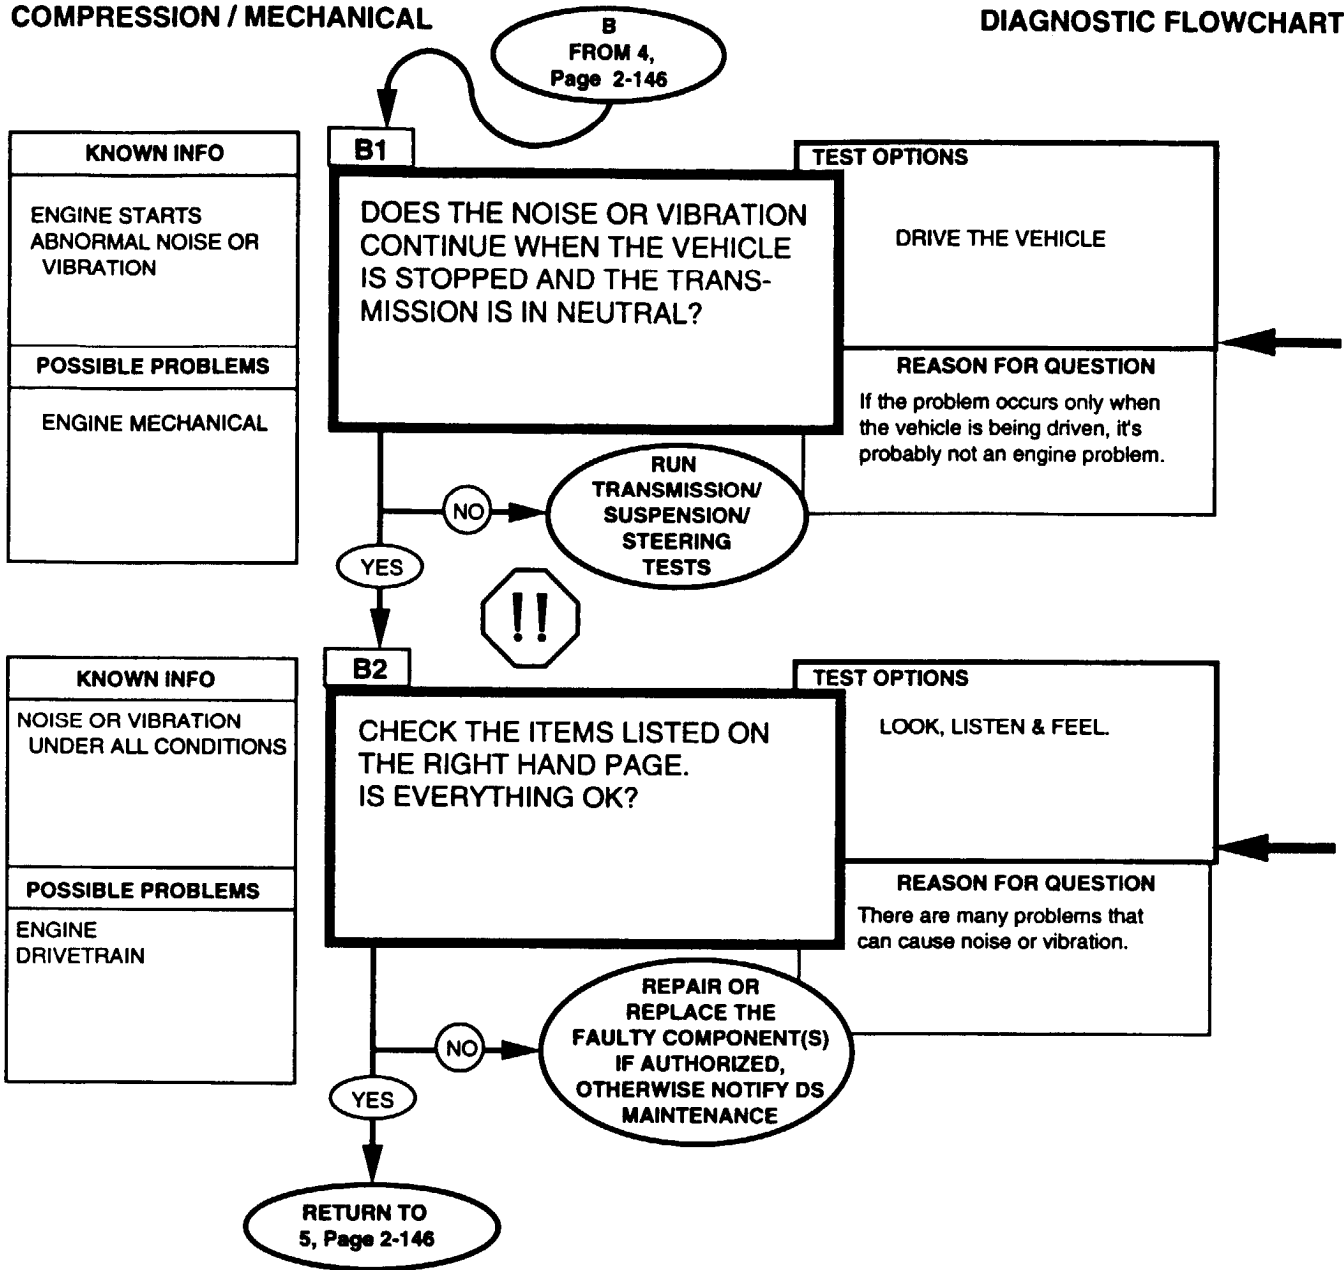 COMPRESSION / MECHANICAL
DIAGNOSTIC FLOWCHART
B
FROM 4,
Page 2-146
KNOWN INFO
ENGINE STARTS
ABNORMAL NOISE OR
VIBRATION
POSSIBLE PROBLEMS
ENGINE MECHANICAL
B1
DOES THE NOISE OR VIBRATION
CONTINUE WHEN THE VEHICLE
IS STOPPED AND THE TRANS-
MISSION IS IN NEUTRAL?
TEST OPTIONS
DRIVE THE VEHICLE
REASON FOR QUESTION
If the problem occurs only when
the vehicle is being driven, it's
probably not an engine problem.
NO
RUN
TRANSMISSION/
SUSPENSION/
STEERING
TESTS
YES
!!
KNOWN INFO
NOISE OR VIBRATION
UNDER ALL CONDITIONS
POSSIBLE PROBLEMS
ENGINE
DRIVETRAIN
B2
CHECK THE ITEMS LISTED ON
THE RIGHT HAND PAGE.
IS EVERYTHING OK?
TEST OPTIONS
LOOK, LISTEN & FEEL.
REASON FOR QUESTION
There are many problems that
can cause noise or vibration.
NO
REPAIR OR
REPLACE THE
FAULTY COMPONENT(S)
IF AUTHORIZED,
OTHERWISE NOTIFY DS
MAINTENANCE
YES
RETURN TO
5, Page 2-146